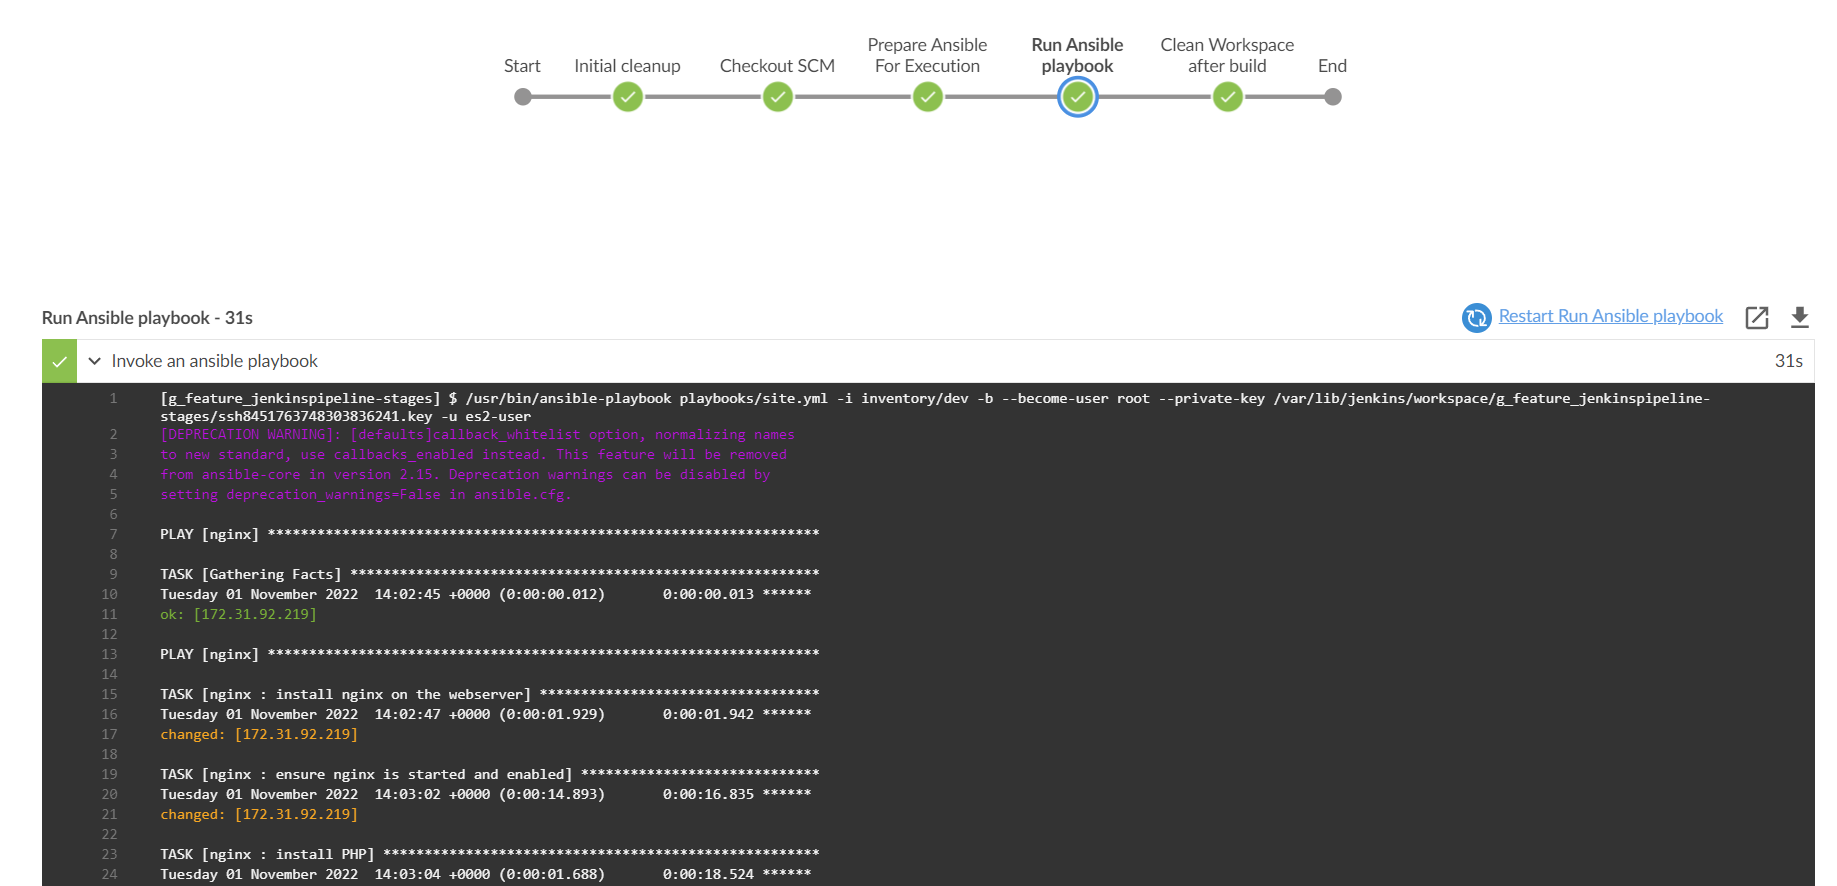 Start
Initial cleanup
Checkout SCM
Prepare Ansible
For Execution
Run Ansible
playbook
Clean Workspace
after build
End
Run Ansible playbook - 31s
Restart Run Ansible playbook
Invoke an ansible playbook
31s
1 [g_feature_jenkinspipeline-stages] $ /usr/bin/ansible-playbook playbooks/site.yml -i inventory/dev -b --become-user root --private-key /var/lib/jenkins/workspace/g_feature_jenkinspipeline-
stages/ssh8451763748303836241.key -u es2-user
2 [DEPRECATION WARNING]: [defaults]callback_whitelist option, normalizing names
3 to new standard, use callbacks_enabled instead. This feature will be removed
4 from ansible-core in version 2.15. Deprecation warnings can be disabled by
5 setting deprecation_warnings=False in ansible.cfg.
6
7 PLAY [nginx] *******************************************************************
8
9 TASK [Gathering Facts] *********************************************************
10 Tuesday 01 November 2022  14:02:45 +0000 (0:00:00.012)       0:00:00.013 ******
11 ok: [172.31.92.219]
12
13 PLAY [nginx] *******************************************************************
14
15 TASK [nginx : install nginx on the webserver] **********************************
16 Tuesday 01 November 2022  14:02:47 +0000 (0:00:01.929)       0:00:01.942 ******
17 changed: [172.31.92.219]
18
19 TASK [nginx : ensure nginx is started and enabled] *****************************
20 Tuesday 01 November 2022  14:03:02 +0000 (0:00:14.893)       0:00:16.835 ******
21 changed: [172.31.92.219]
22
23 TASK [nginx : install PHP] *****************************************************
24 Tuesday 01 November 2022  14:03:04 +0000 (0:00:01.688)       0:00:18.524 ******